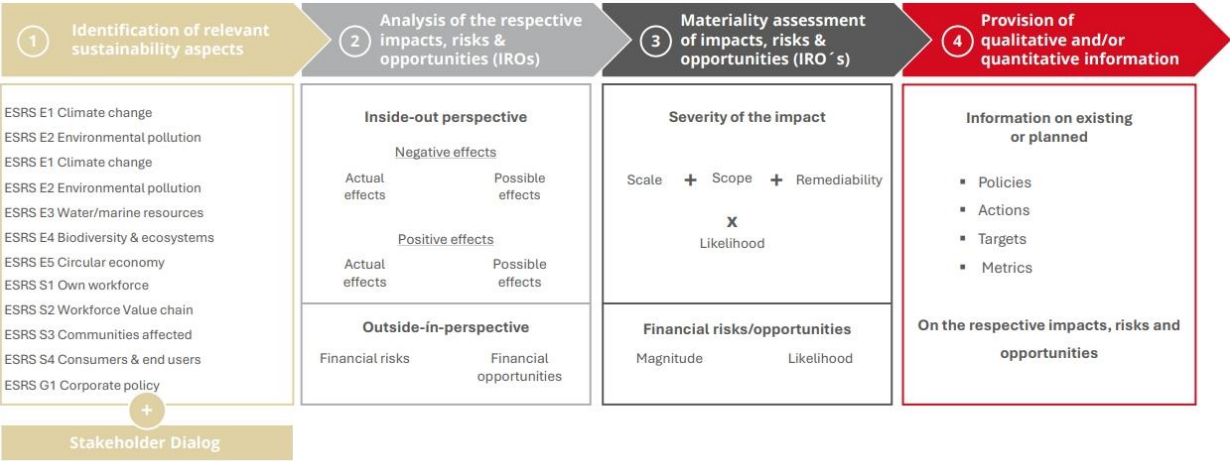 1
Identification of relevant
sustainability aspects
2
Analysis of the respective
impacts, risks &
opportunities (IROs)
3
Materiality assessment
of impacts, risks &
opportunities (IRO´s)
4
Provision of
qualitative and/or
quantitative information
ESRS E1 Climate change
ESRS E2 Environmental pollution
ESRS E1 Climate change
ESRS E2 Environmental pollution
ESRS E3 Water/marine resources
ESRS E4 Biodiversity & ecosystems
ESRS E5 Circular economy
ESRS S1 Own workforce
ESRS S2 Workforce Value chain
ESRS S3 Communities affected
ESRS S4 Consumers & end users
ESRS G1 Corporate policy
+
Stakeholder Dialog
Inside-out perspective
Negative effects
Actual Possible
effects effects
Positive effects
Actual Possible
effects effects
Outside-ín-perspective
Financial risks Financial
opportunities
Severity of the impact
Scale + Scope + Remediability
x
Likelihood
Financial risks/opportunities
Magnitude Likelihood
Information on existing
or planned
▪ Policies
▪ Actions
▪ Targets
▪ Metrics
On the respective impacts, risks and
opportunities